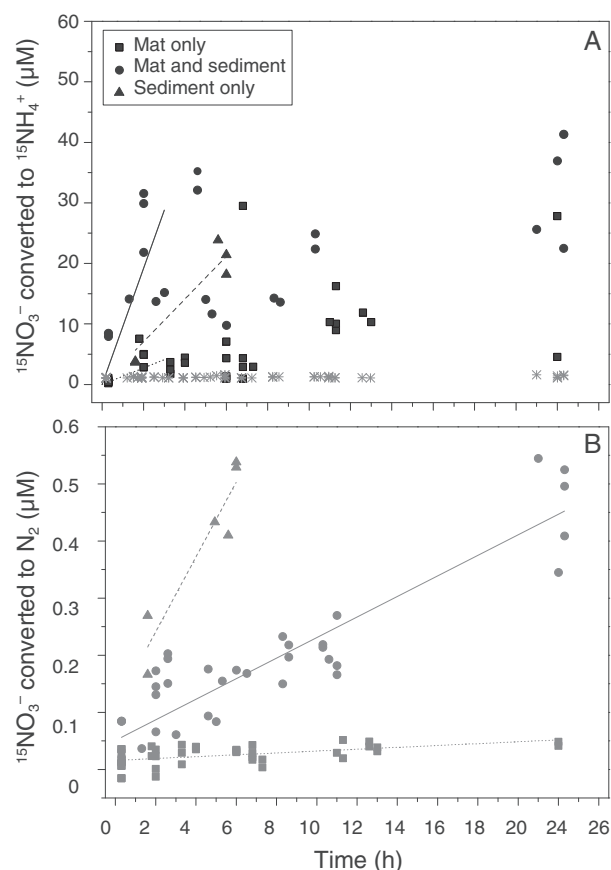 A
Mat only
Mat and sediment
Sediment only
¹⁵NO₃⁻ converted to ¹⁵NH₄⁺ (µM)
60
50
40
30
20
10
0
B
¹⁵NO₃⁻ converted to N₂ (µM)
0.6
0.5
0.4
0.3
0.2
0.1
0
0 2 4 6 8 10 12 14 16 18 20 22 24 26
Time (h)